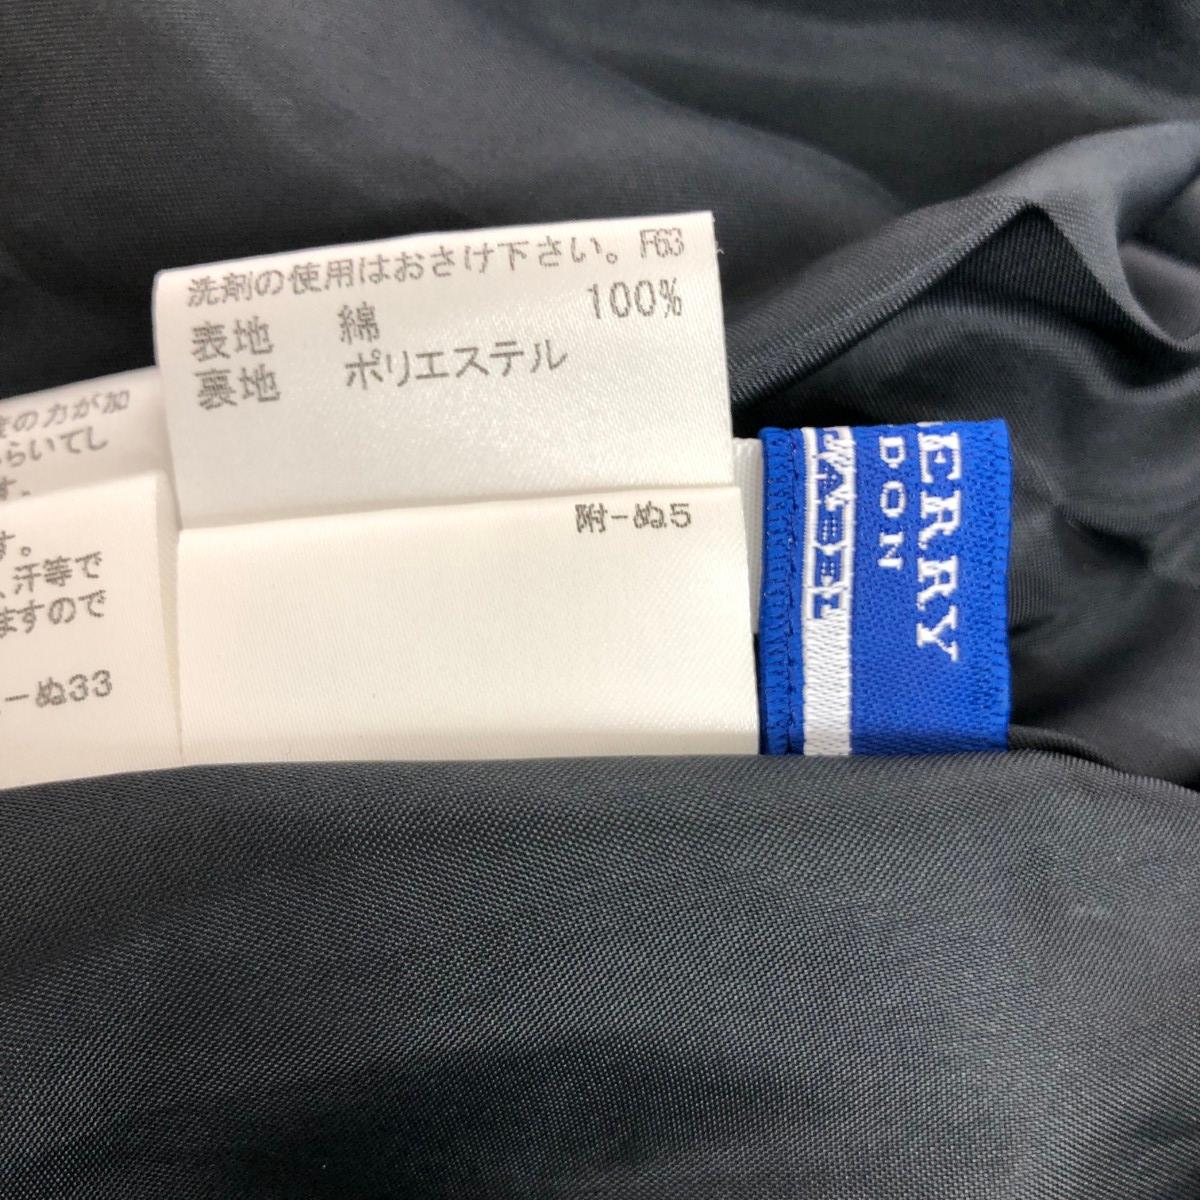 洗剤の使用はおさけ下さい。F63
表地 綿 100%
裏地 ポリエステル
附-ぬ5
の力が加
らいてし
す。
す。
、汗等で
ますので
-ぬ33
ERRY
DON
LABEL